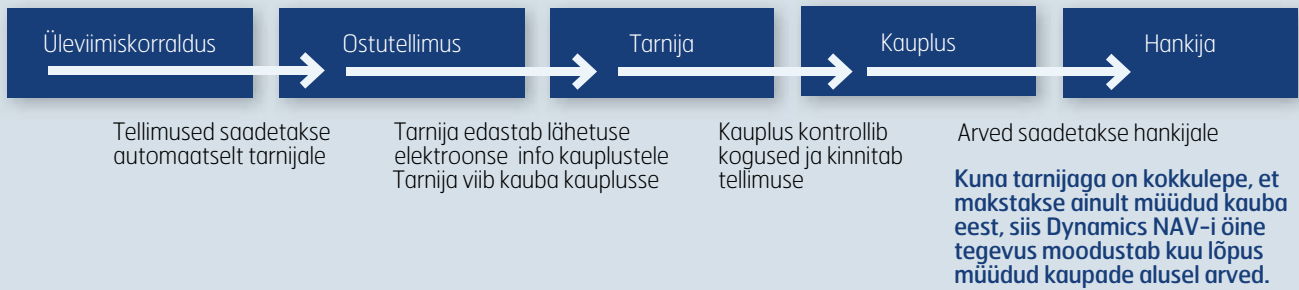 Üleviimiskorraldus
Ostutellimus
Tarnija
Kauplus
Hankija
Tellimused saadetakse
automaatselt tarnijale
Tarnija edastab lähetuse
elektroonse info kauplustele
Tarnija viib kauba kauplusse
Kauplus kontrollib
kogused ja kinnitab
tellimuse
Arved saadetakse hankijale
Kuna tarnijaga on kokkulepe, et
makstakse ainult müüdud kauba
eest, siis Dynamics NAV-i öine
tegevus moodustab kuu lõpus
müüdud kaupade alusel arved.